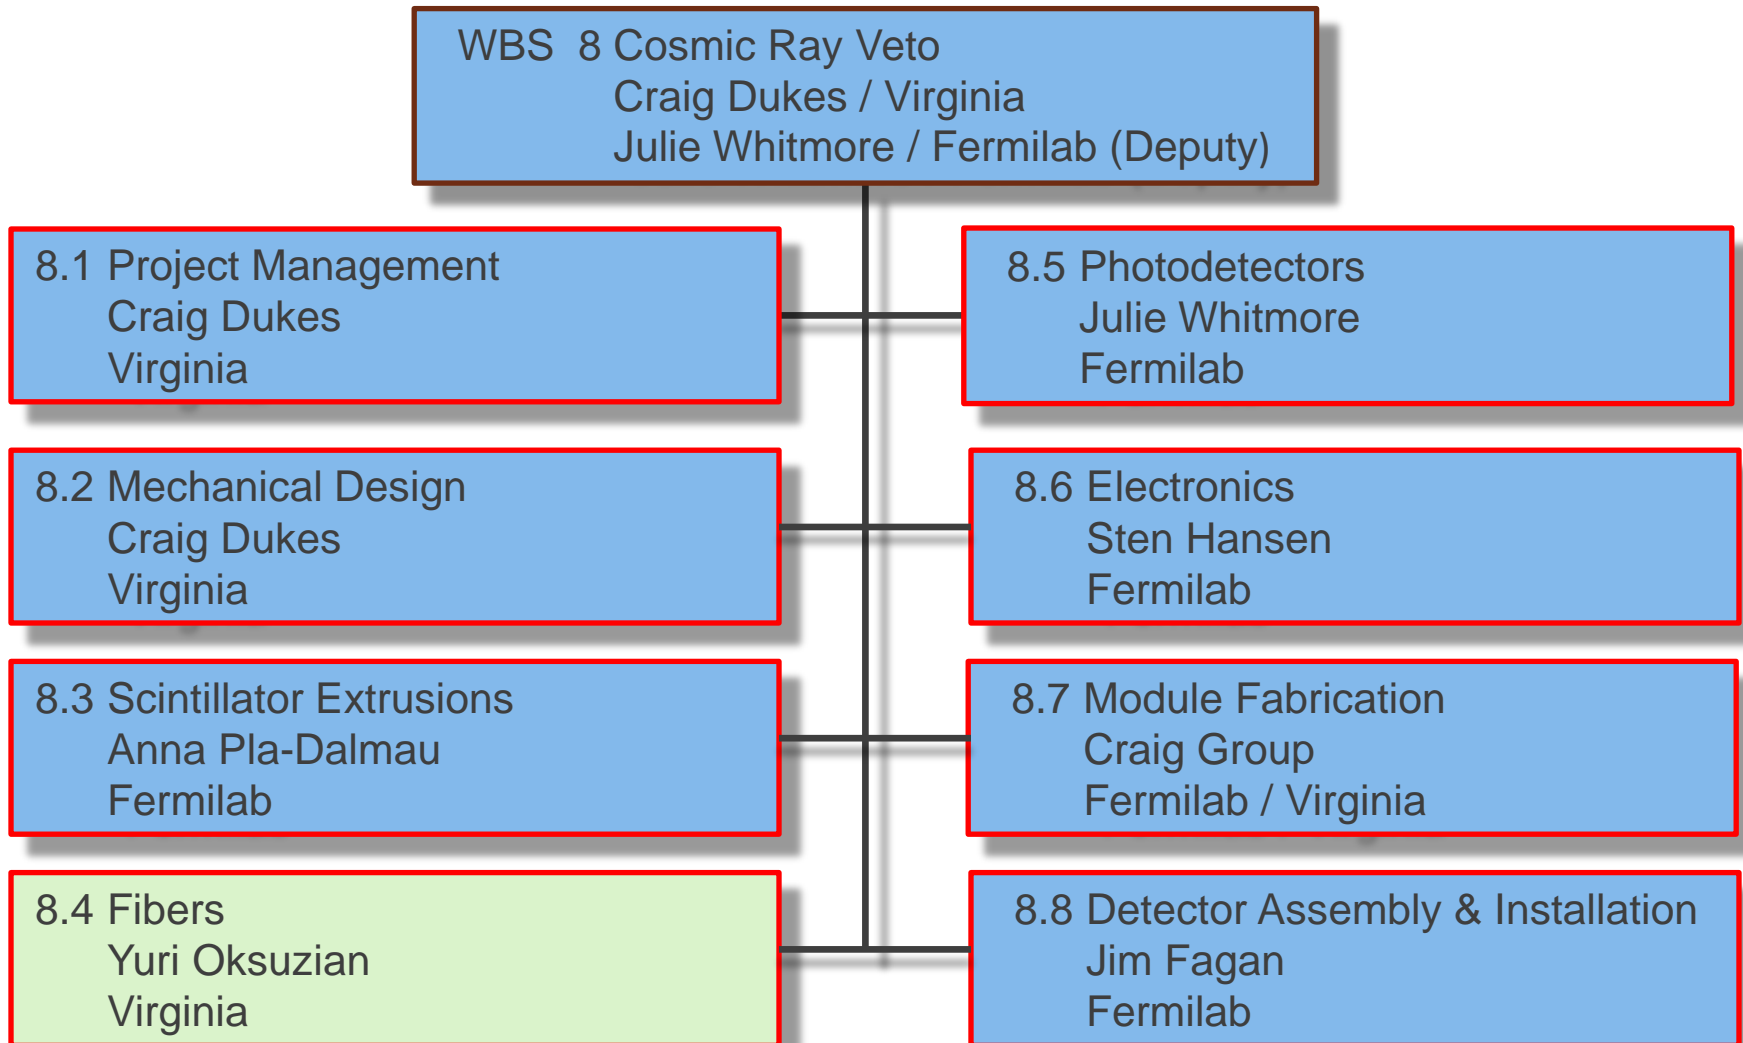 WBS 8 Cosmic Ray Veto
Craig Dukes / Virginia
Julie Whitmore / Fermilab (Deputy)
8.1 Project Management
Craig Dukes
Virginia
8.2 Mechanical Design
Craig Dukes
Virginia
8.3 Scintillator Extrusions
Anna Pla-Dalmau
Fermilab
8.4 Fibers
Yuri Oksuzian
Virginia
8.5 Photodetectors
Julie Whitmore
Fermilab
8.6 Electronics
Sten Hansen
Fermilab
8.7 Module Fabrication
Craig Group
Fermilab / Virginia
8.8 Detector Assembly & Installation
Jim Fagan
Fermilab